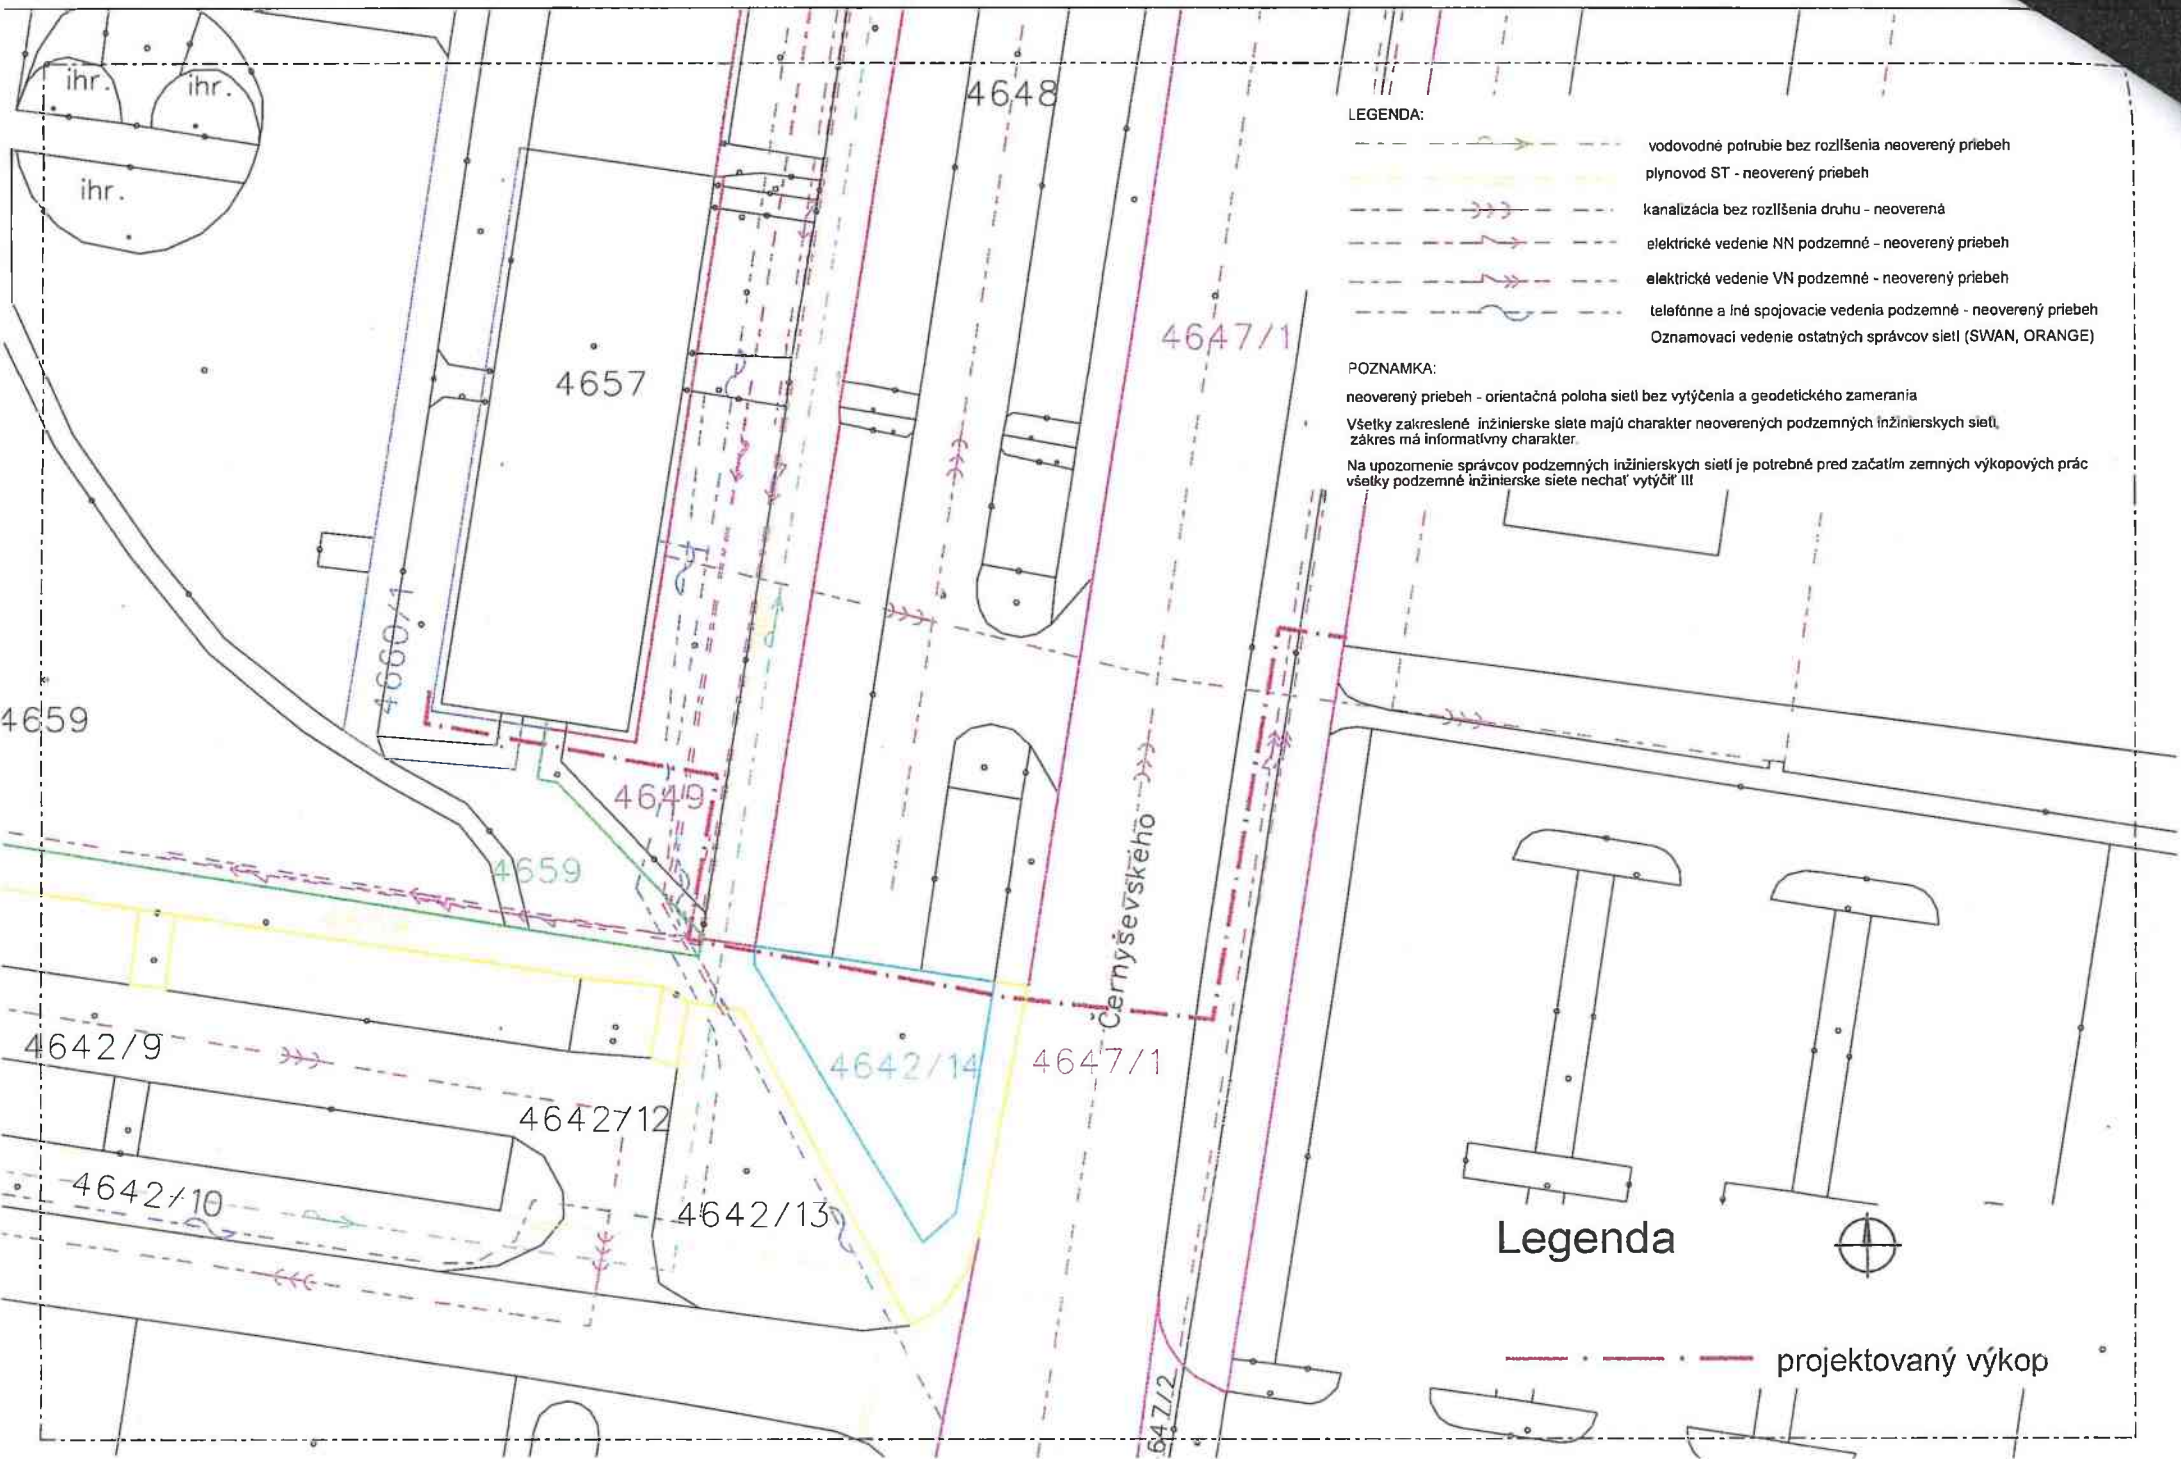 ihr.
ihr.
ihr.
4648
LEGENDA:
vodovodné potrubie bez rozlíšenia neoverený priebeh
plynovod ST - neoverený priebeh
kanalizácia bez rozlíšenia druhu - neoverená
elektrické vedenie NN podzemné - neoverený priebeh
elektrické vedenie VN podzemné - neoverený priebeh
telefónne a iné spojovacie vedenia podzemné - neoverený priebeh
Oznamovací vedenie ostatných správcov sietí (SWAN, ORANGE)
POZNAMKA:
neoverený priebeh - orientačná poloha sietí bez vytýčenia a geodetického zamerania
Všetky zakreslené inžinierske siete majú charakter neoverených podzemných inžinierskych sietí,
zákres má informatívny charakter.
Na upozornenie správcov podzemných inžinierskych sietí je potrebné pred začatím zemných výkopových prác
všetky podzemné inžinierske siete nechať vytýčiť !!!
4647/1
4657
4660/1
4659
4649
4659
Černyševského
4642/9
4642/14
4647/1
4642/12
4642/10
4642/13
647/2
Legenda
projektovaný výkop